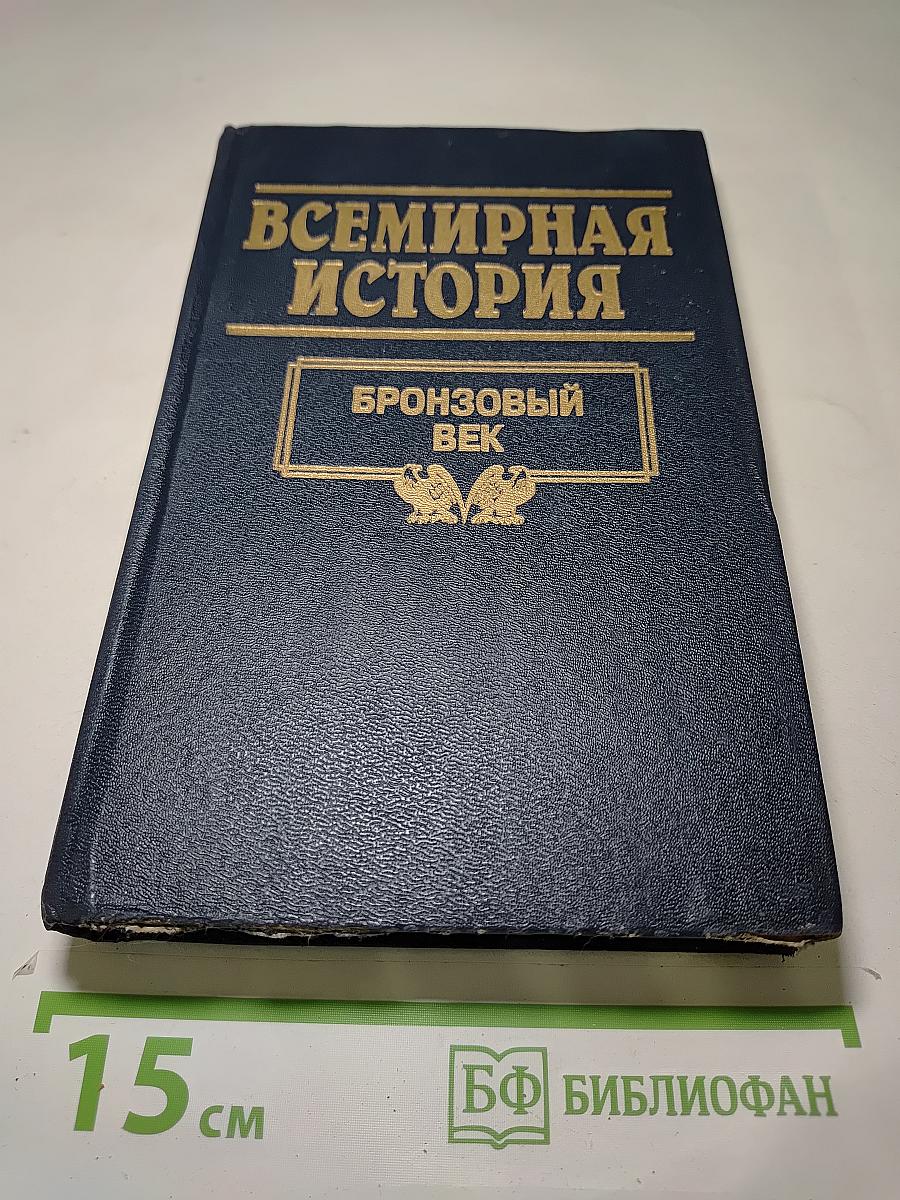 ВСЕМИРНАЯ
ИСТОРИЯ
БРОНЗОВЫЙ
ВЕК
15 см
БФ БИБЛИОФАН